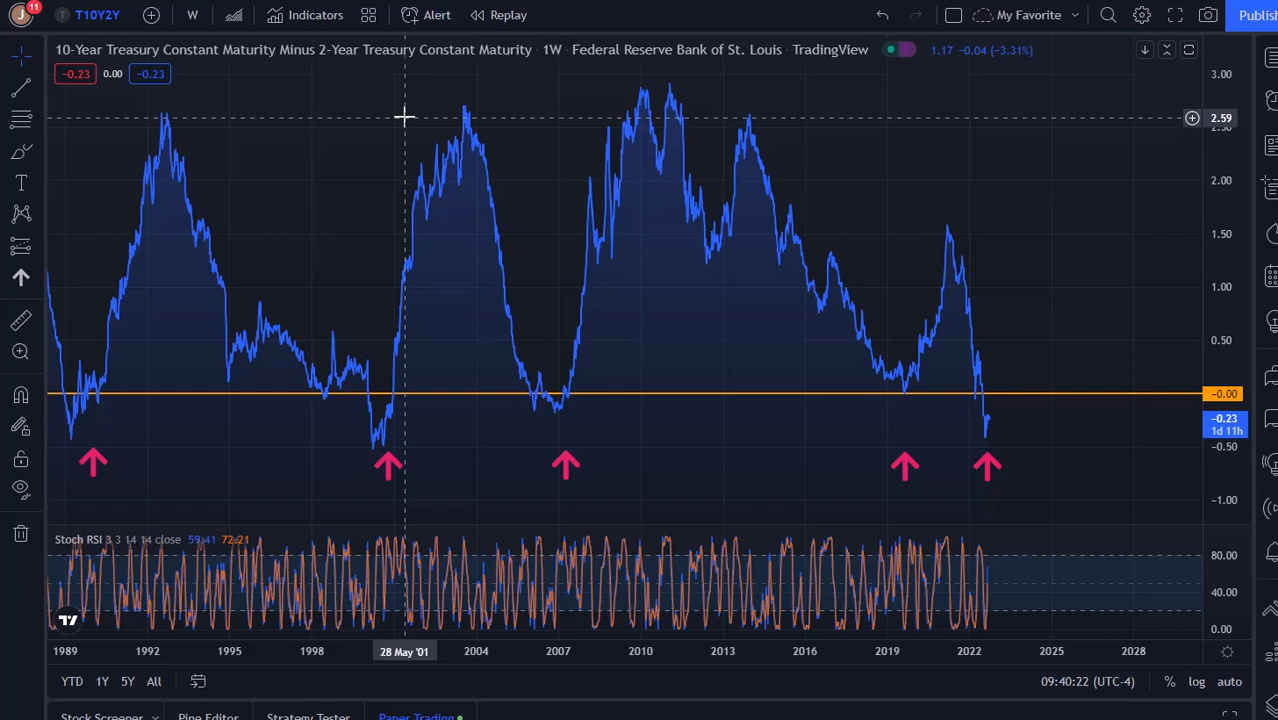 J 11 T10Y2Y W Indicators Alert Replay My Favorite Publis
10-Year Treasury Constant Maturity Minus 2-Year Treasury Constant Maturity · 1W · Federal Reserve Bank of St. Louis · TradingView 1.17 −0.04 (−3.31%)
−0.23 0.00 −0.23
3.00
2.59
2.50
2.00
1.50
1.00
0.50
−0.00
−0.23
1d 11h
−0.50
−1.00
Stoch RSI 3 3 14 14 close 59.41 72.21
80.00
40.00
0.00
1989 1992 1995 1998 28 May '01 2004 2007 2010 2013 2016 2019 2022 2025 2028
YTD 1Y 5Y All 09:40:22 (UTC-4) % log auto
Stock Screener Pine Editor Strategy Tester Paper Trading